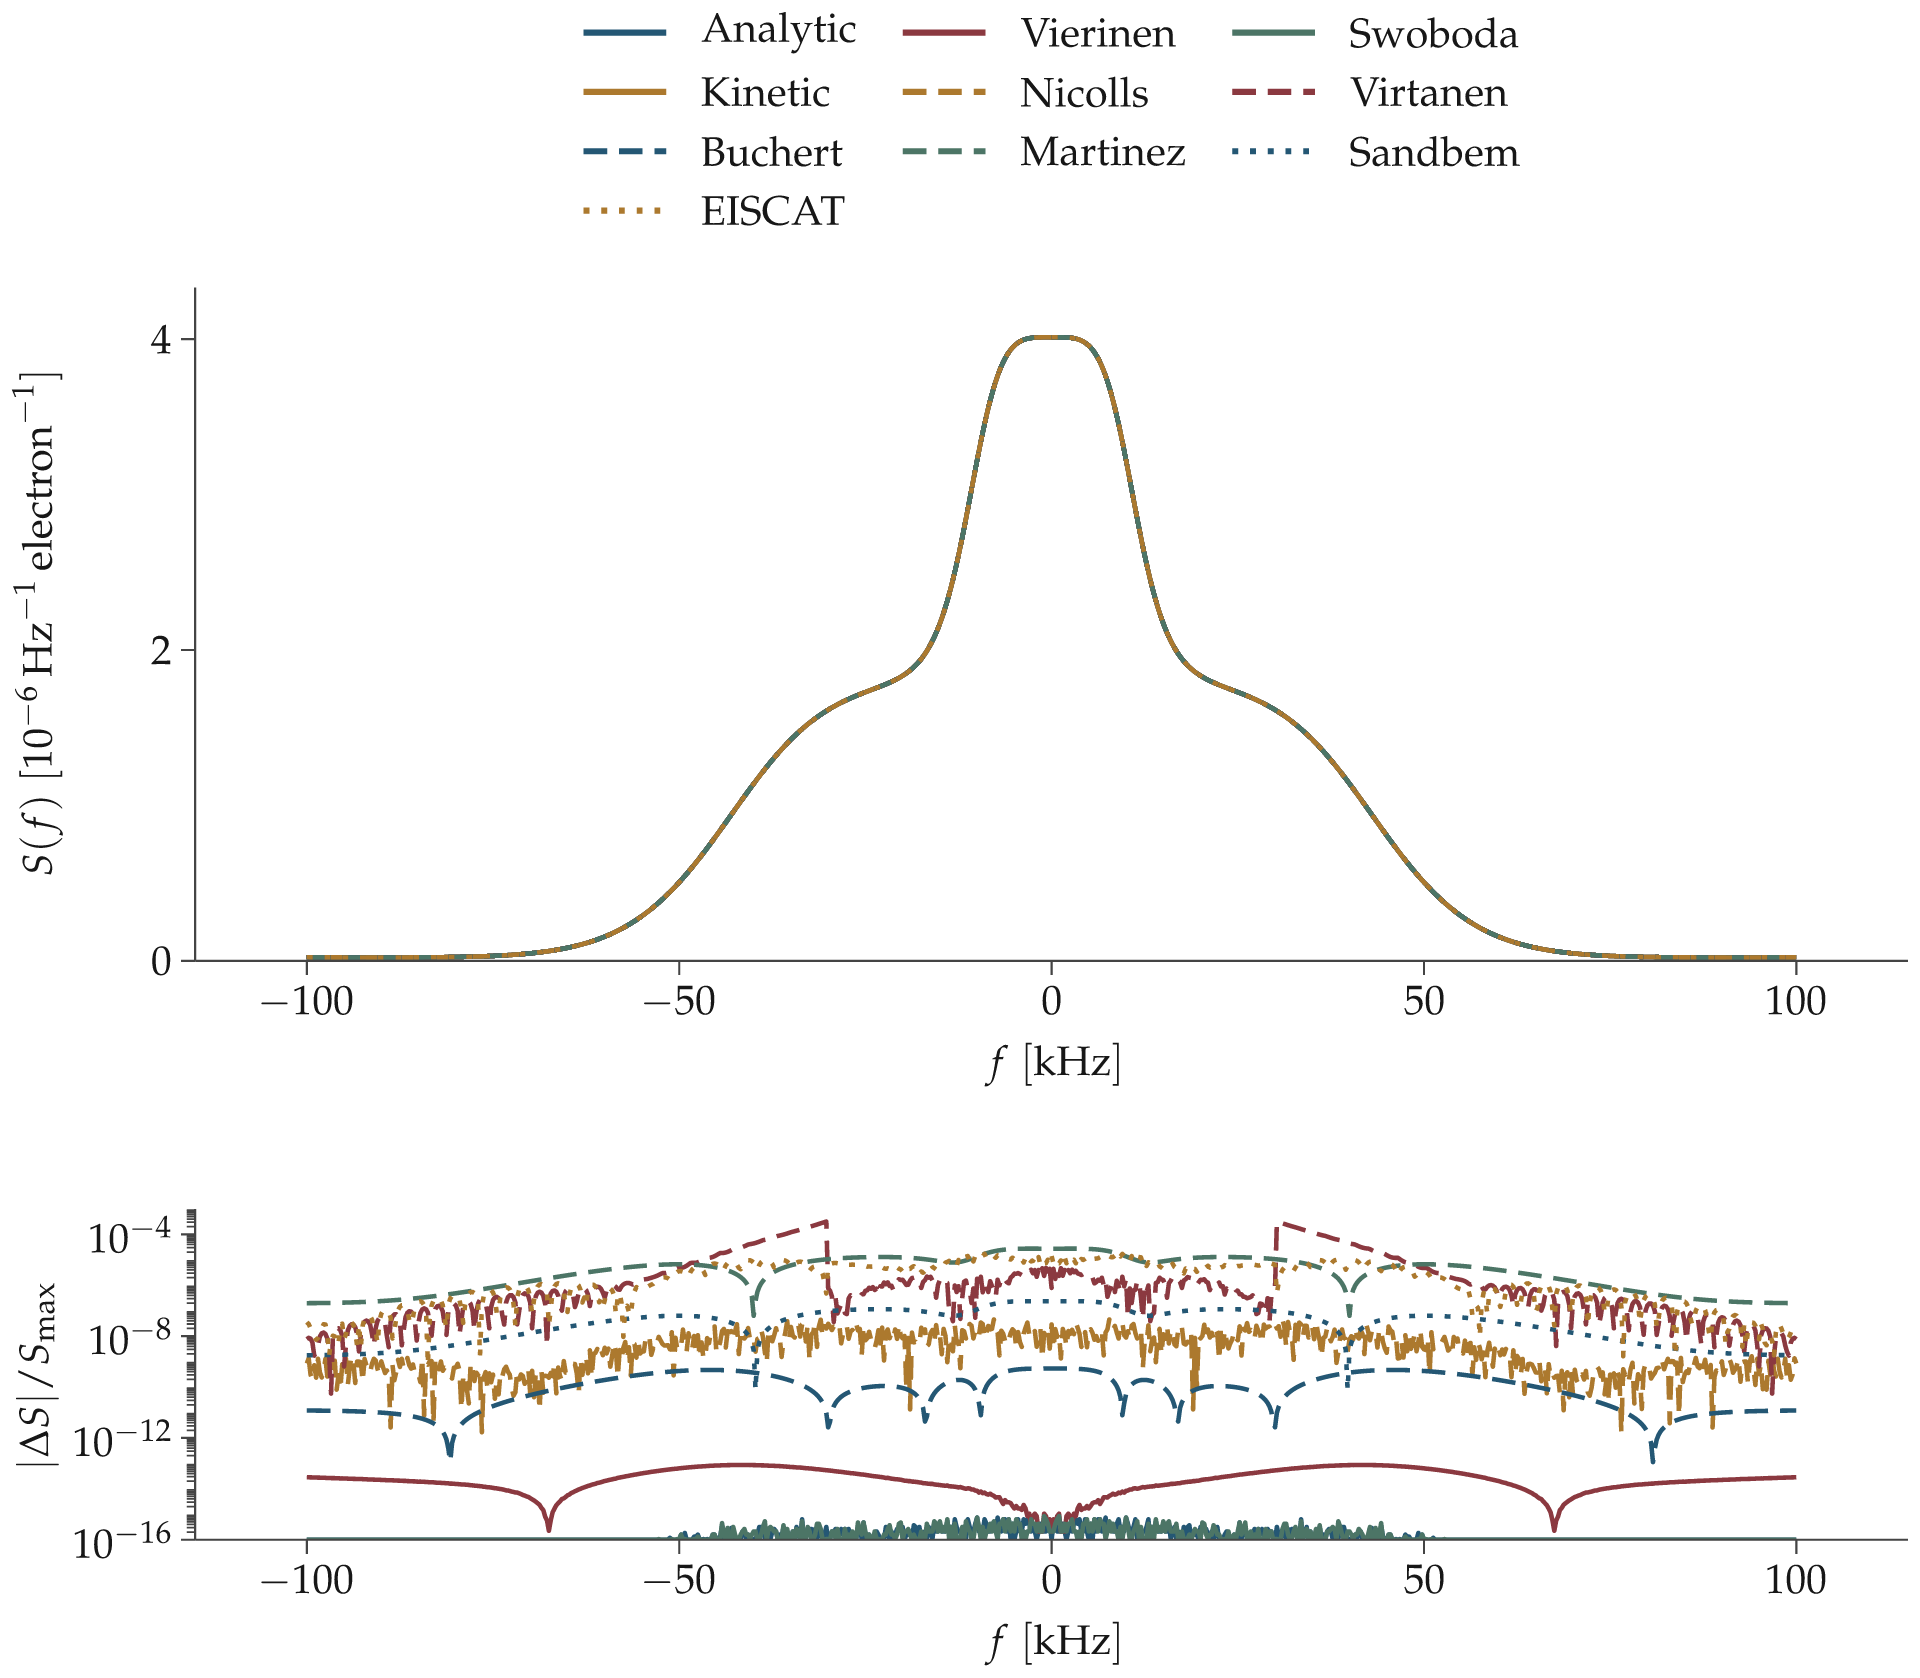 Analytic Vierinen Swoboda
Kinetic Nicolls Virtanen
Buchert Martinez Sandbem
EISCAT
S(f) [10⁻⁶ Hz⁻¹ electron⁻¹]
4
2
0
−100 −50 0 50 100
f [kHz]
|ΔS|/S_max
10⁻⁴
10⁻⁸
10⁻¹²
10⁻¹⁶
−100 −50 0 50 100
f [kHz]